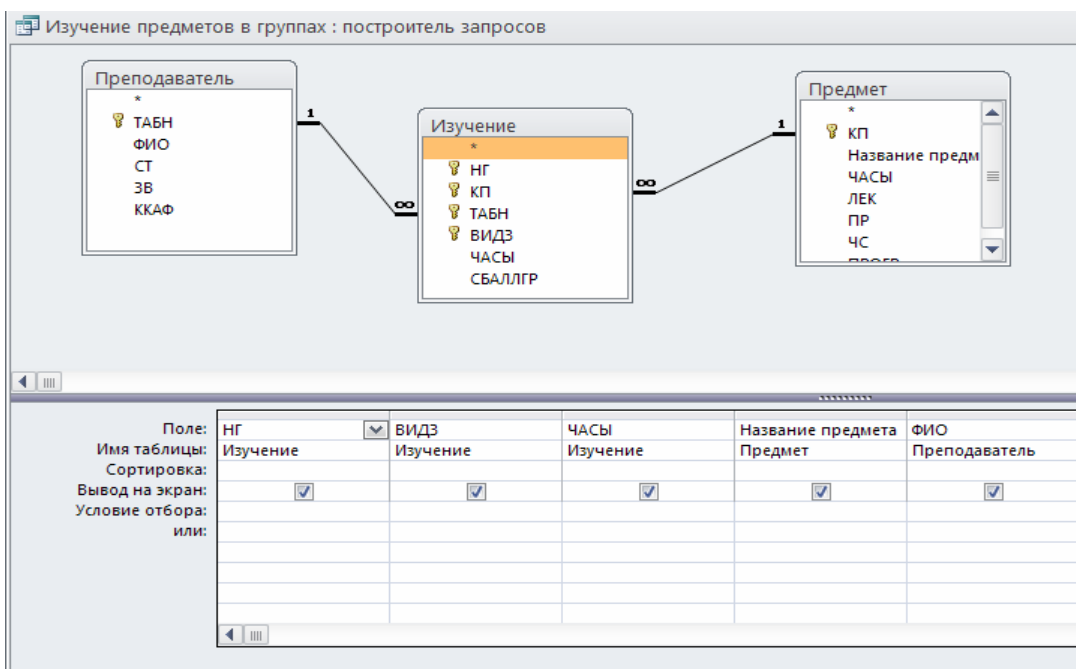 Изучение предметов в группах : построитель запросов
Преподаватель
*
ТАБН
ФИО
СТ
ЗВ
ККАФ
1
∞
Изучение
*
НГ
КП
ТАБН
ВИДЗ
ЧАСЫ
СБАЛЛГР
∞
1
Предмет
*
КП
Название предм
ЧАСЫ
ЛЕК
ПР
ЧС
Поле: НГ ВИДЗ ЧАСЫ Название предмета ФИО
Имя таблицы: Изучение Изучение Изучение Предмет Преподаватель
Сортировка:
Вывод на экран:
Условие отбора:
или: